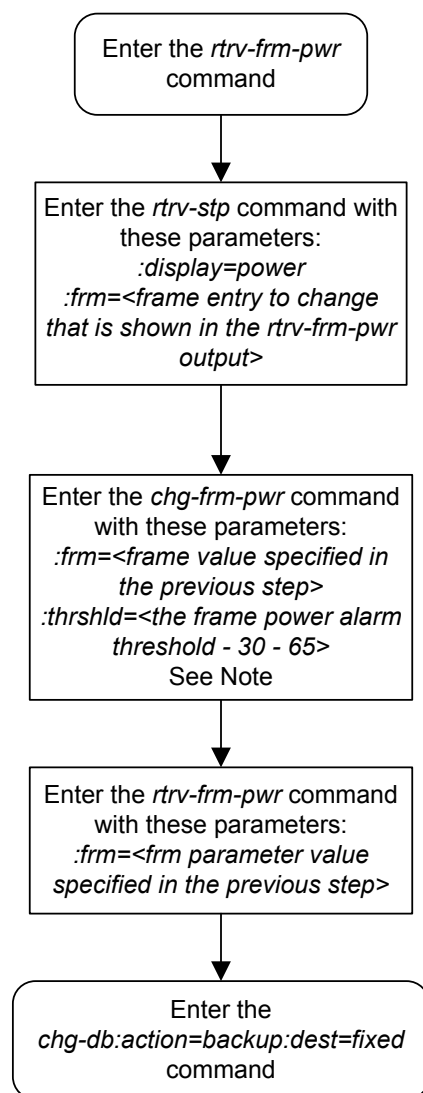 Enter the rtrv-frm-pwr
command
Enter the rtrv-stp command with
these parameters:
:display=power
:frm=<frame entry to change
that is shown in the rtrv-frm-pwr
output>
Enter the chg-frm-pwr command
with these parameters:
:frm=<frame value specified in
the previous step>
:thrshld=<the frame power alarm
threshold - 30 - 65>
See Note
Enter the rtrv-frm-pwr command
with these parameters:
:frm=<frm parameter value
specified in the previous step>
Enter the
chg-db:action=backup:dest=fixed
command